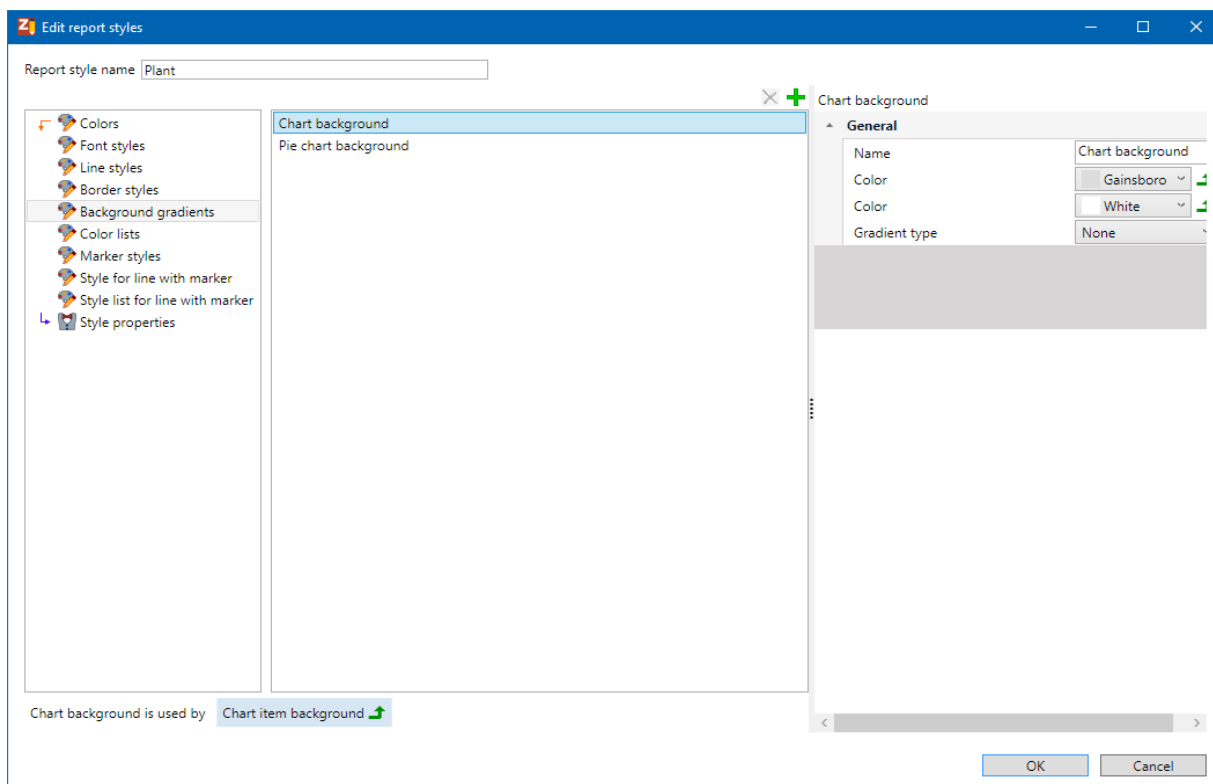 Edit report styles
Report style name Plant
Colors
Font styles
Line styles
Border styles
Background gradients
Color lists
Marker styles
Style for line with marker
Style list for line with marker
Style properties
Chart background
Pie chart background
Chart background
General
Name Chart background
Color Gainsboro
Color White
Gradient type None
Chart background is used by Chart item background
OK Cancel